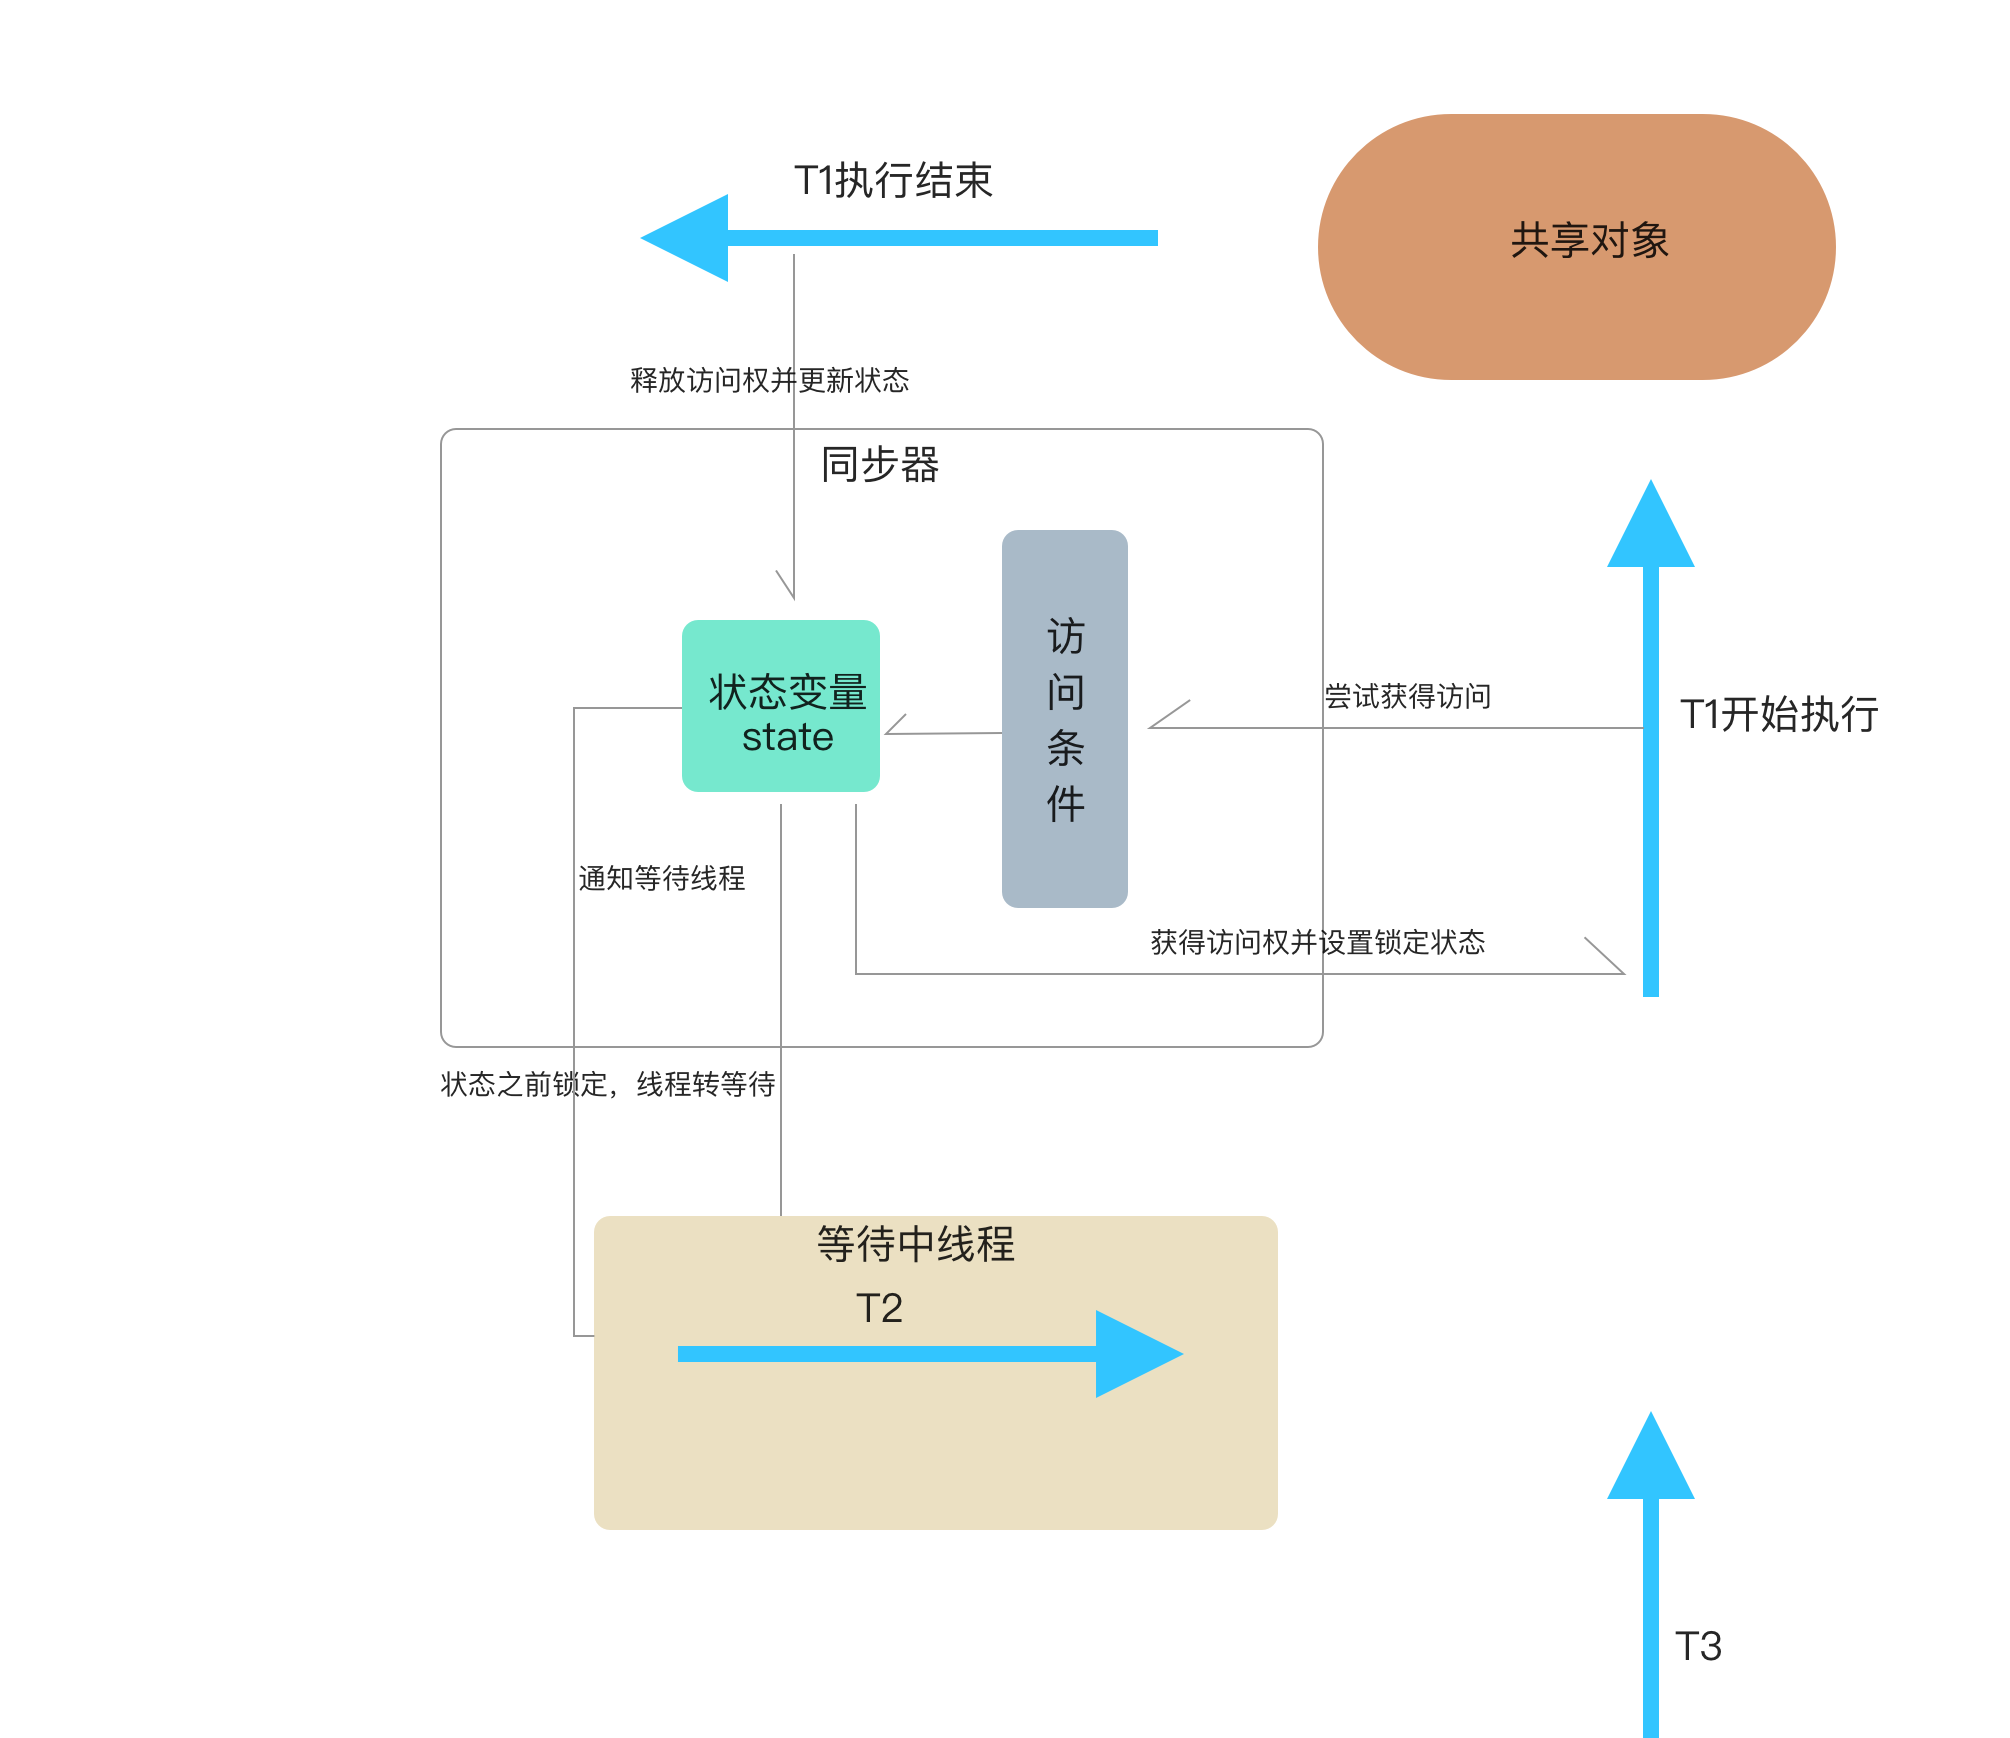 T1执行结束
共享对象
释放访问权并更新状态
同步器
访
问
条
件
状态变量
state
尝试获得访问
T1开始执行
通知等待线程
获得访问权并设置锁定状态
状态之前锁定，线程转等待
等待中线程
T2
T3